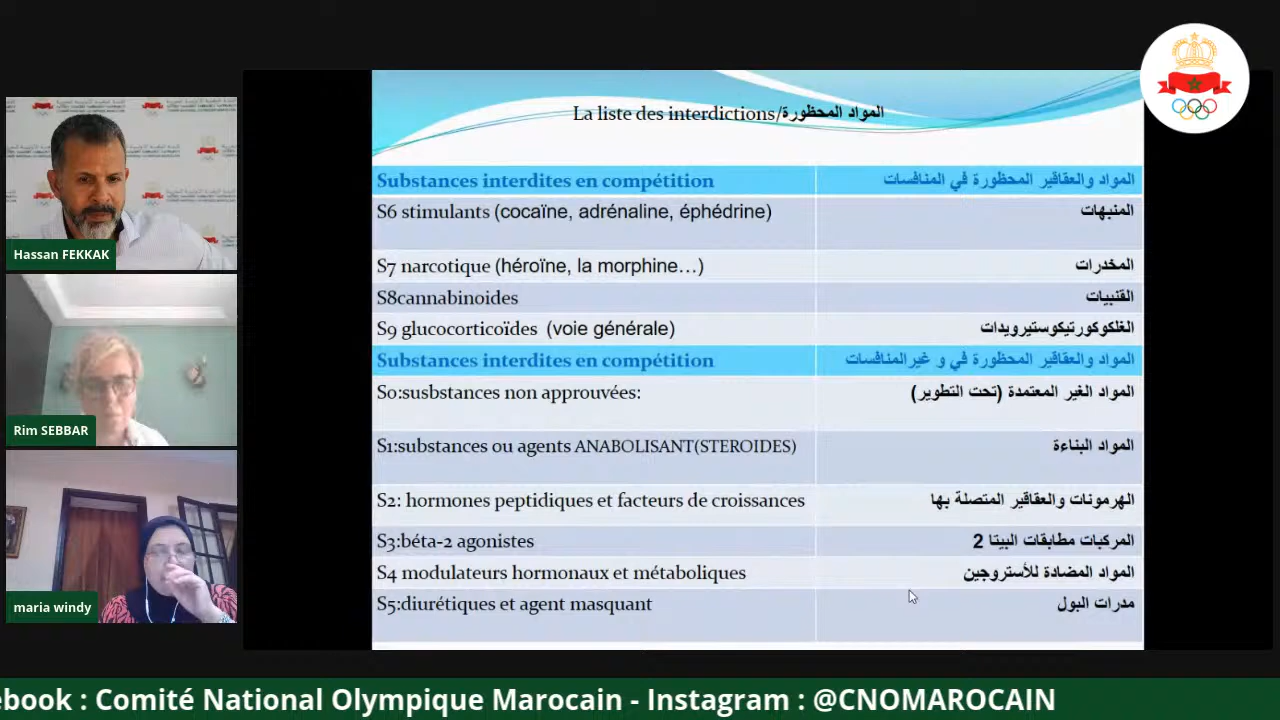 La liste des interdictions/المواد المحظورة
Substances interdites en compétition المواد والعقاقير المحظورة في المنافسات
S6 stimulants (cocaïne, adrénaline, éphédrine) المنبهات
S7 narcotique (héroïne, la morphine…) المخدرات
S8cannabinoides القنبيات
S9 glucocorticoïdes (voie générale) الغلكوكورتيكوستيرويدات
Substances interdites en compétition المواد والعقاقير المحظورة في و غيرالمنافسات
S0:susbstances non approuvées: المواد الغير المعتمدة (تحت التطوير)
S1:substances ou agents ANABOLISANT(STEROIDES) المواد البناءة
S2: hormones peptidiques et facteurs de croissances الهرمونات والعقاقير المتصلة بها
S3:béta-2 agonistes المركبات مطابقات البيتا 2
S4 modulateurs hormonaux et métaboliques المواد المضادة للأستروجين
S5:diurétiques et agent masquant مدرات البول
Hassan FEKKAK
Rim SEBBAR
maria windy
ebook : Comité National Olympique Marocain - Instagram : @CNOMAROCAIN